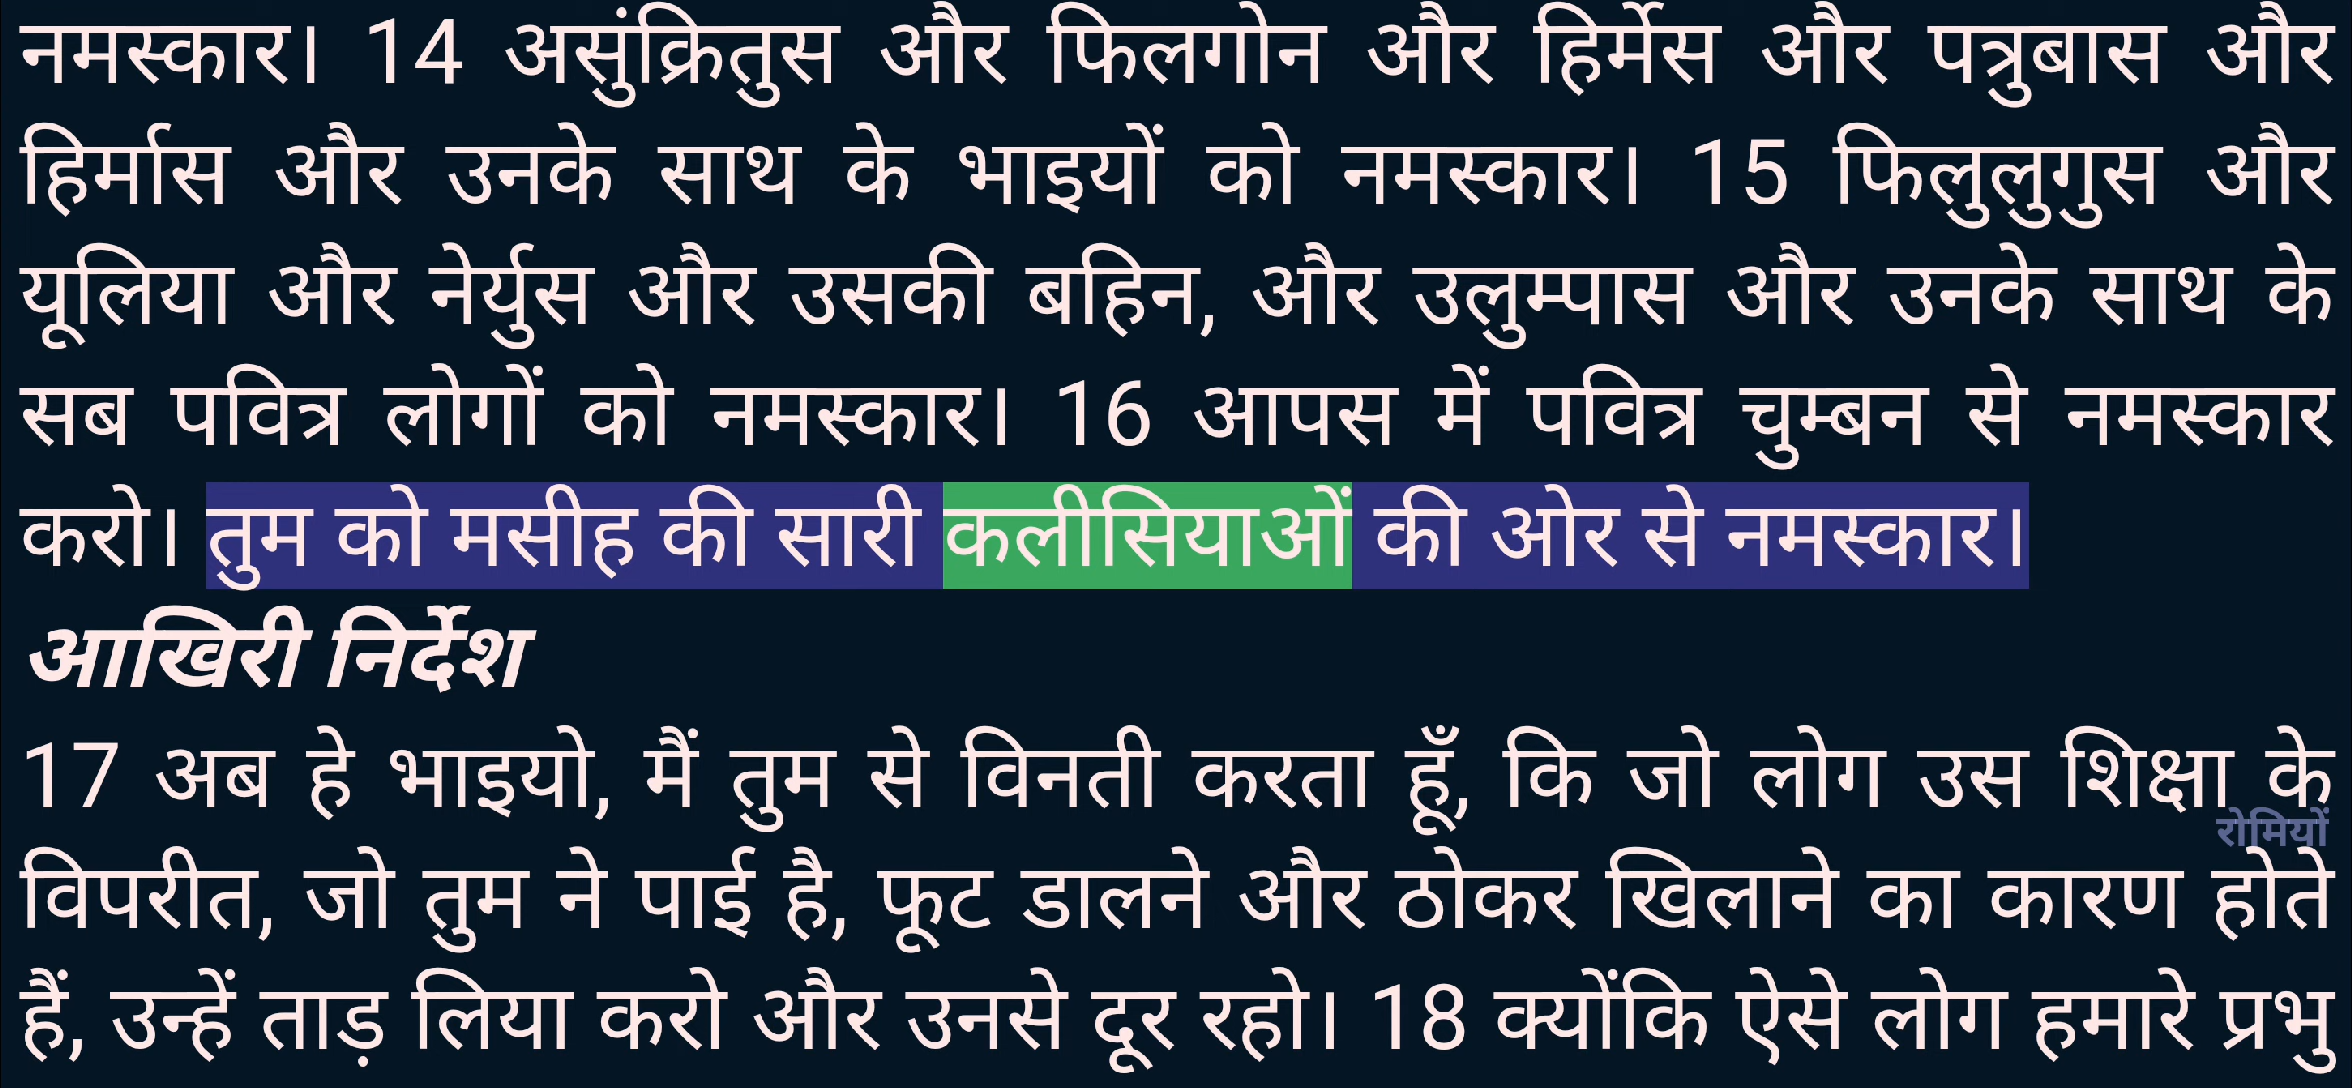 नमस्कार। 14 असुंक्रितुस और फिलगोन और हिर्मेस और पत्रुबास और
हिर्मास और उनके साथ के भाइयों को नमस्कार। 15 फिलुलुगुस और
यूलिया और नेर्युस और उसकी बहिन, और उलुम्पास और उनके साथ के
सब पवित्र लोगों को नमस्कार। 16 आपस में पवित्र चुम्बन से नमस्कार
करो। तुम को मसीह की सारी कलीसियाओं की ओर से नमस्कार।
आखिरी निर्देश
17 अब हे भाइयो, मैं तुम से विनती करता हूँ, कि जो लोग उस शिक्षा के
रोमियों
विपरीत, जो तुम ने पाई है, फूट डालने और ठोकर खिलाने का कारण होते
हैं, उन्हें ताड़ लिया करो और उनसे दूर रहो। 18 क्योंकि ऐसे लोग हमारे प्रभु